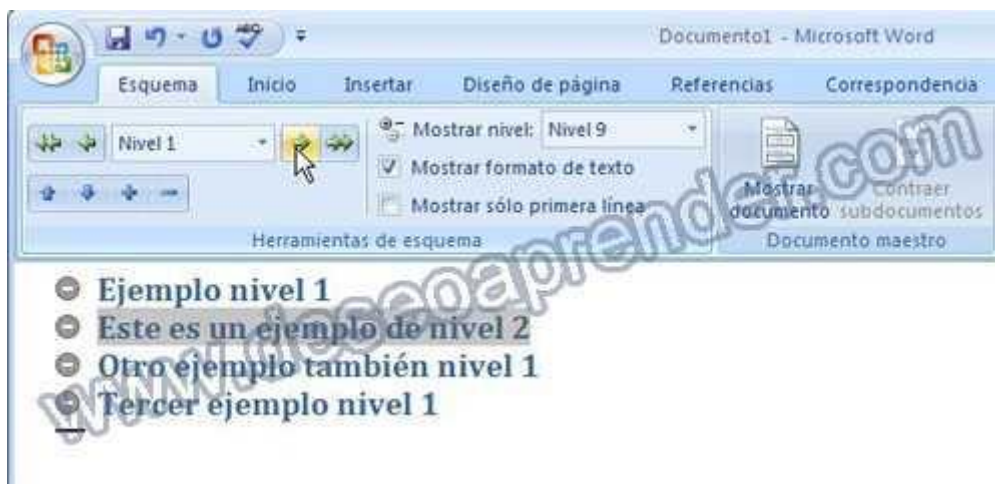 Documento1 - Microsoft Word
Esquema Inicio Insertar Diseño de página Referencias Correspondencia
Nivel 1
Mostrar nivel: Nivel 9
Mostrar formato de texto
Mostrar sólo primera línea
Mostrar documento
Contraer subdocumentos
Herramientas de esquema
Documento maestro
Ejemplo nivel 1
Este es un ejemplo de nivel 2
Otro ejemplo también nivel 1
Tercer ejemplo nivel 1
www.deseoaprender.com